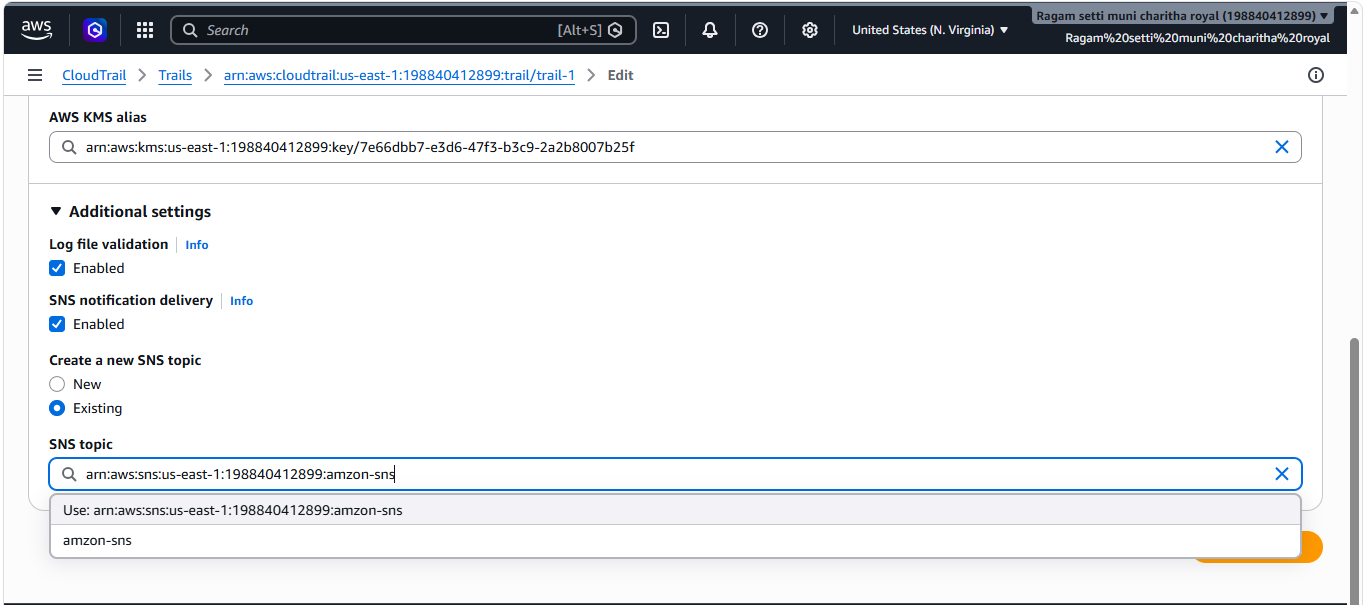 aws
Search [Alt+S]
United States (N. Virginia) ▼
Ragam setti muni charitha royal (198840412899) ▼
Ragam%20setti%20muni%20charitha%20royal
CloudTrail > Trails > arn:aws:cloudtrail:us-east-1:198840412899:trail/trail-1 > Edit
AWS KMS alias
arn:aws:kms:us-east-1:198840412899:key/7e66dbb7-e3d6-47f3-b3c9-2a2b8007b25f
▼ Additional settings
Log file validation | Info
Enabled
SNS notification delivery | Info
Enabled
Create a new SNS topic
New
Existing
SNS topic
arn:aws:sns:us-east-1:198840412899:amzon-sns
Use: arn:aws:sns:us-east-1:198840412899:amzon-sns
amzon-sns